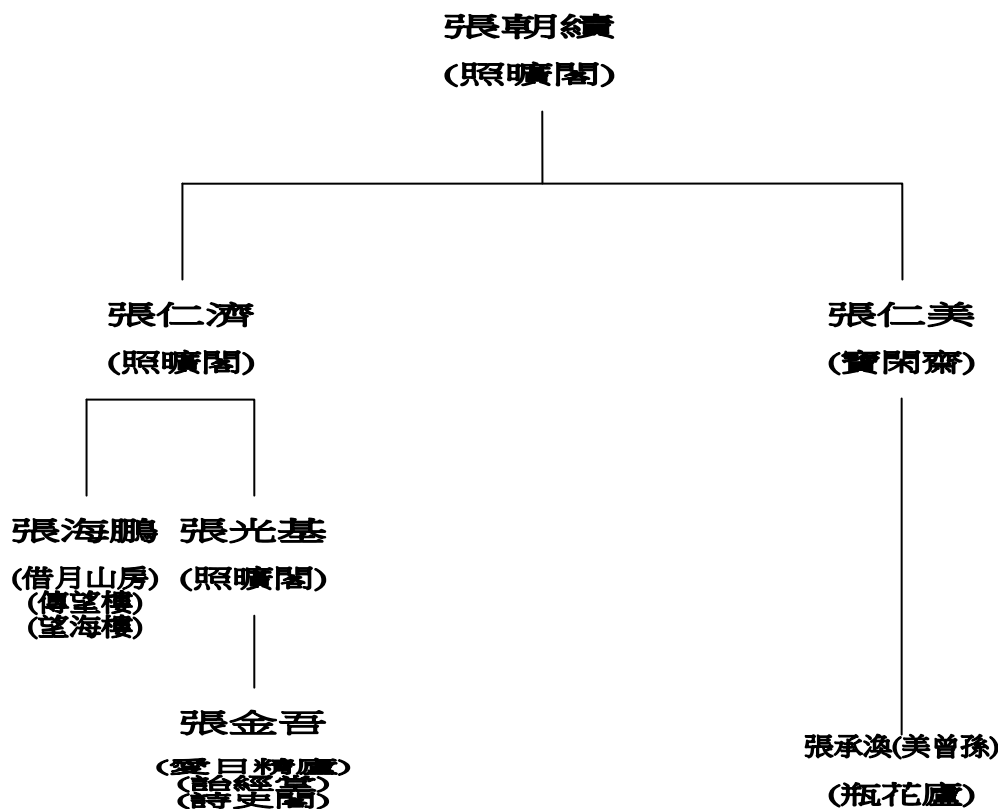 張朝績
(照曠閣)
張仁濟
(照曠閣)
張仁美
(寶閑齋)
張海鵬
(借月山房)
(傳望樓)
(望海樓)
張光基
(照曠閣)
張金吾
(愛日精廬)
(詒經堂)
(詩史閣)
張承渙(美曾孫)
(瓶花廬)